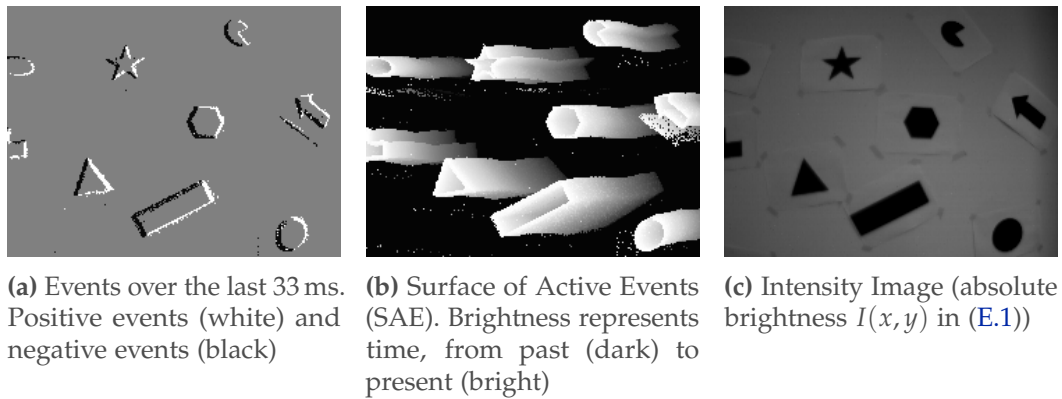 (a) Events over the last 33 ms.
Positive events (white) and
negative events (black)
(b) Surface of Active Events
(SAE). Brightness represents
time, from past (dark) to
present (bright)
(c) Intensity Image (absolute
brightness I(x, y) in (E.1))